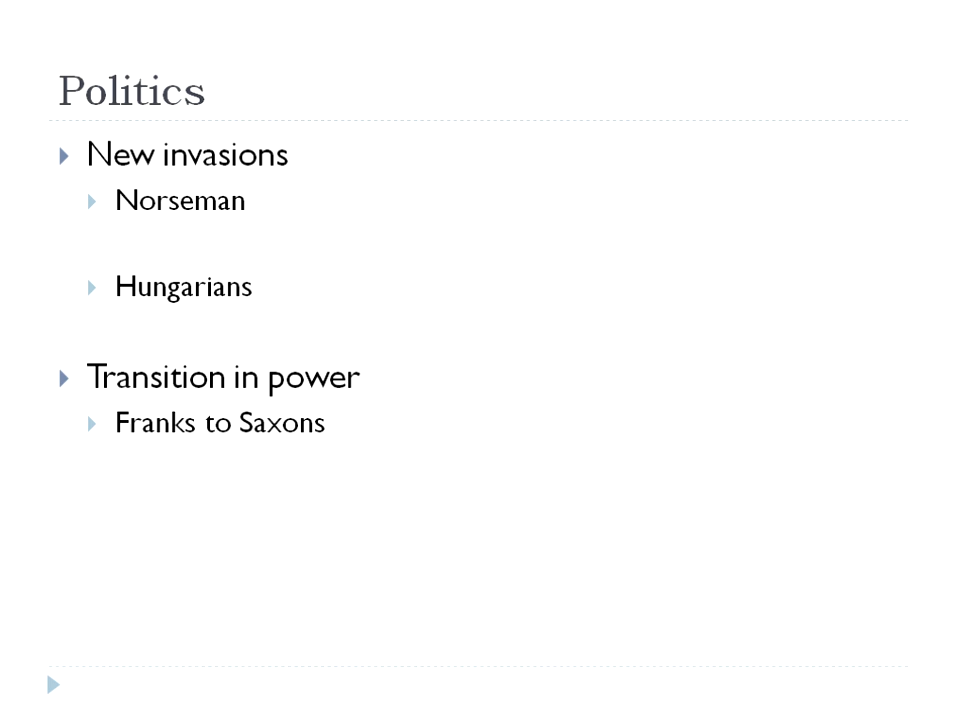 Politics
New invasions
Norseman
Hungarians
Transition in power
Franks to Saxons